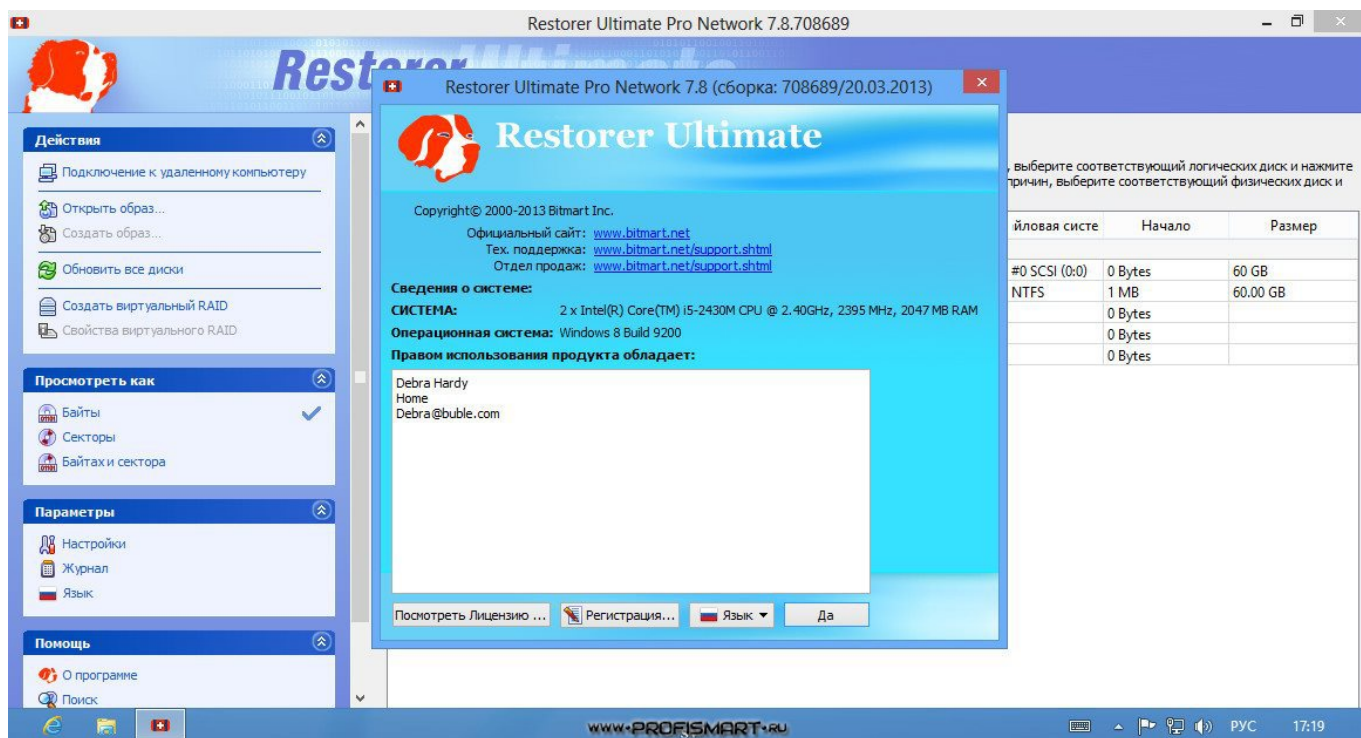 Restorer Ultimate Pro Network 7.8.708689
Restorer Ultimate Pro Network 7.8 (сборка: 708689/20.03.2013)
Restorer Ultimate
Copyright© 2000-2013 Bitmart Inc.
Официальный сайт: www.bitmart.net
Тех. поддержка: www.bitmart.net/support.shtml
Отдел продаж: www.bitmart.net/support.shtml
Сведения о системе:
СИСТЕМА: 2 x Intel(R) Core(TM) i5-2430M CPU @ 2.40GHz, 2395 MHz, 2047 MB RAM
Операционная система: Windows 8 Build 9200
Правом использования продукта обладает:
Debra Hardy
Home
Debra@buble.com
Посмотреть Лицензию ...
Регистрация...
Язык
Да
Действия
Подключение к удаленному компьютеру
Открыть образ...
Создать образ...
Обновить все диски
Создать виртуальный RAID
Свойства виртуального RAID
Просмотреть как
Байты
Секторы
Байтах и сектора
Параметры
Настройки
Журнал
Язык
Помощь
О программе
Поиск
, выберите соответствующий логических диск и нажмите
причин, выберите соответствующий физических диск и
йловая систе Начало Размер
#0 SCSI (0:0) 0 Bytes 60 GB
NTFS 1 MB 60.00 GB
0 Bytes
0 Bytes
0 Bytes
WWW.PROFISMART.RU
РУС 17:19